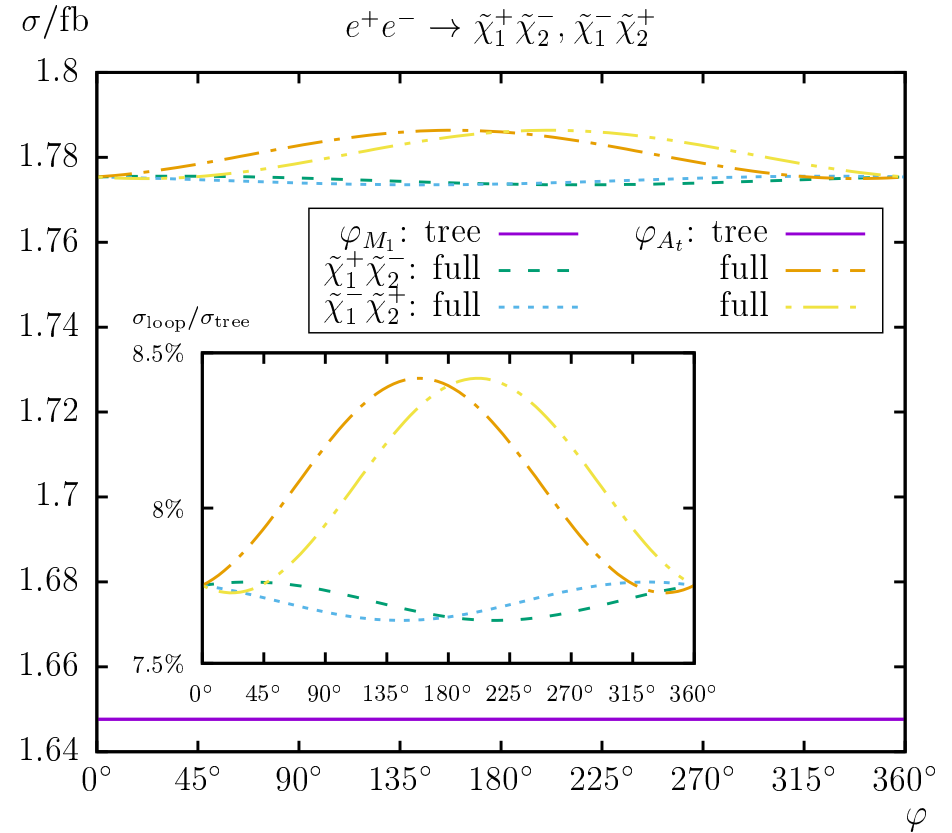 σ/fb
e⁺e⁻ → χ̃₁⁺χ̃₂⁻, χ̃₁⁻χ̃₂⁺
1.8
1.78
1.76
1.74
1.72
1.7
1.68
1.66
1.64
φ_{M₁}: tree
φ_{A_t}: tree
χ̃₁⁺χ̃₂⁻: full
full
χ̃₁⁻χ̃₂⁺: full
full
σ_loop/σ_tree
8.5%
8%
7.5%
0° 45° 90° 135° 180° 225° 270° 315° 360°
0° 45° 90° 135° 180° 225° 270° 315° 360°
φ